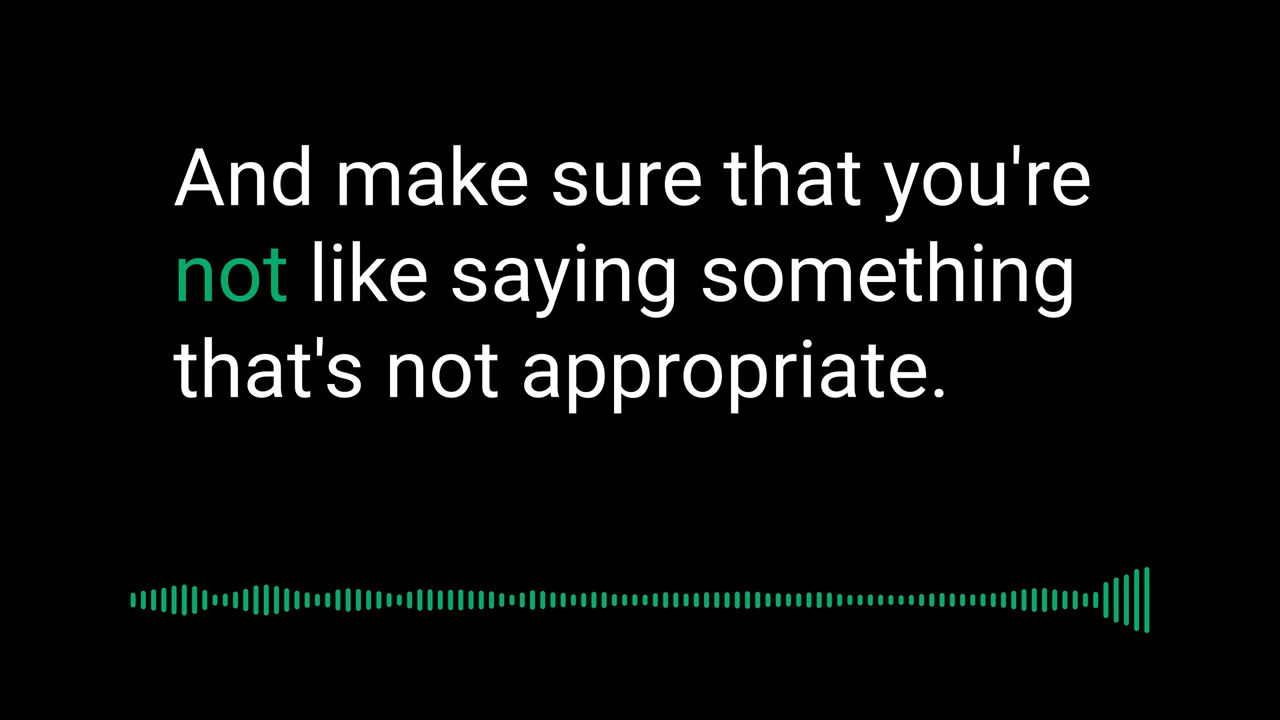 And make sure that you're
not like saying something
that's not appropriate.